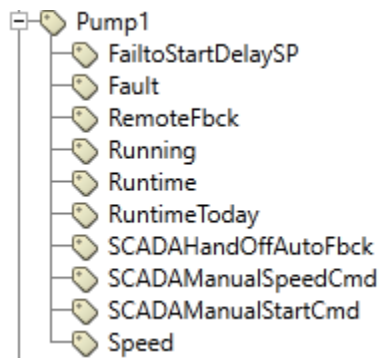 Pump1
FailtoStartDelaySP
Fault
RemoteFbck
Running
Runtime
RuntimeToday
SCADAHandOffAutoFbck
SCADAManualSpeedCmd
SCADAManualStartCmd
Speed